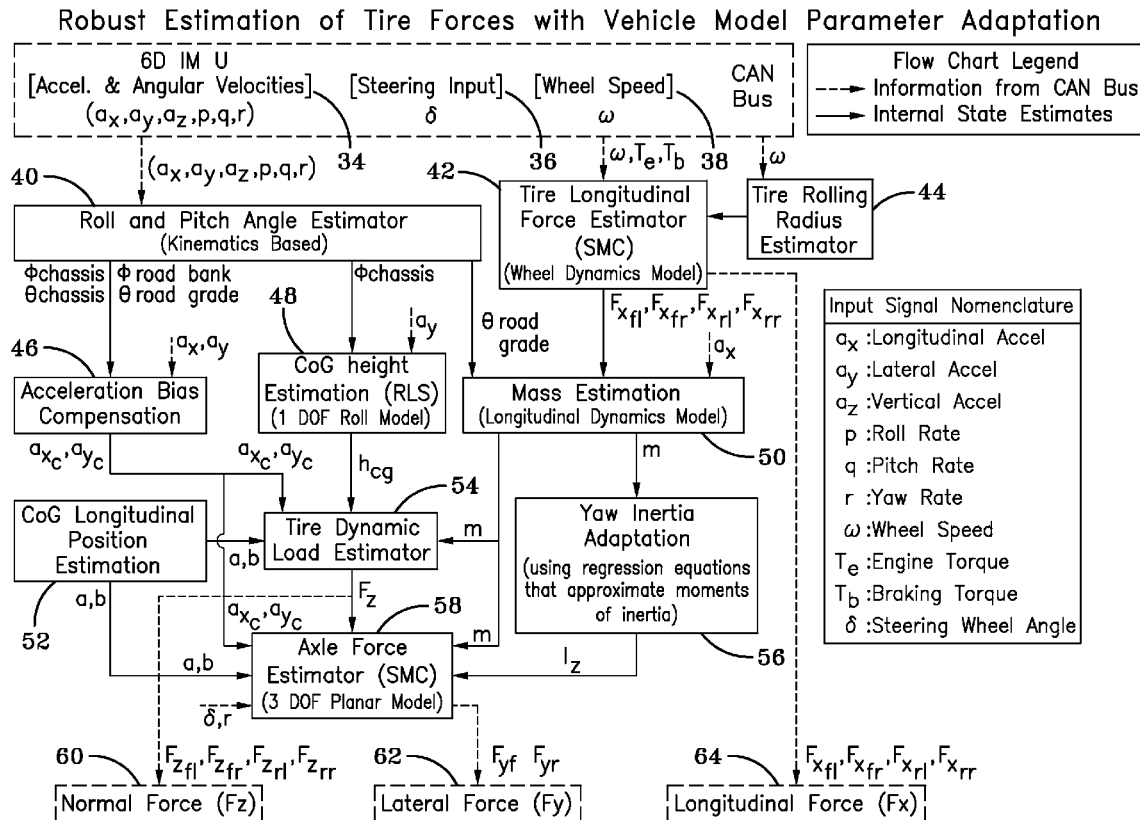 Robust Estimation of Tire Forces with Vehicle Model Parameter Adaptation
6D IM U
[Accel. & Angular Velocities]
(ax,ay,az,p,q,r)
34
[Steering Input]
δ
36
[Wheel Speed]
ω
38
CAN
Bus
Flow Chart Legend
Information from CAN Bus
Internal State Estimates
(ax,ay,az,p,q,r)
ω,Te,Tb
ω
40
Roll and Pitch Angle Estimator
(Kinematics Based)
42
Tire Longitudinal
Force Estimator
(SMC)
(Wheel Dynamics Model)
Tire Rolling
Radius
Estimator
44
Φchassis
θchassis
Φ road bank
θ road grade
Φchassis
θ road
grade
Fxfl,Fxfr,Fxrl,Fxrr
46
ax,ay
Acceleration Bias
Compensation
48
ay
CoG height
Estimation (RLS)
(1 DOF Roll Model)
ax
Mass Estimation
(Longitudinal Dynamics Model)
50
Input Signal Nomenclature
ax :Longitudinal Accel
ay :Lateral Accel
az :Vertical Accel
p :Roll Rate
q :Pitch Rate
r :Yaw Rate
ω :Wheel Speed
Te :Engine Torque
Tb :Braking Torque
δ :Steering Wheel Angle
axc,ayc
axc,ayc
hcg
m
CoG Longitudinal
Position
Estimation
52
a,b
a,b
54
Tire Dynamic
Load Estimator
m
Yaw Inertia
Adaptation
(using regression equations
that approximate moments
of inertia)
56
Fz
axc,ayc
58
Axle Force
Estimator (SMC)
(3 DOF Planar Model)
a,b
δ,r
m
Iz
60
Fzfl,Fzfr,Fzrl,Fzrr
Normal Force (Fz)
62
Fyf Fyr
Lateral Force (Fy)
64
Fxfl,Fxfr,Fxrl,Fxrr
Longitudinal Force (Fx)